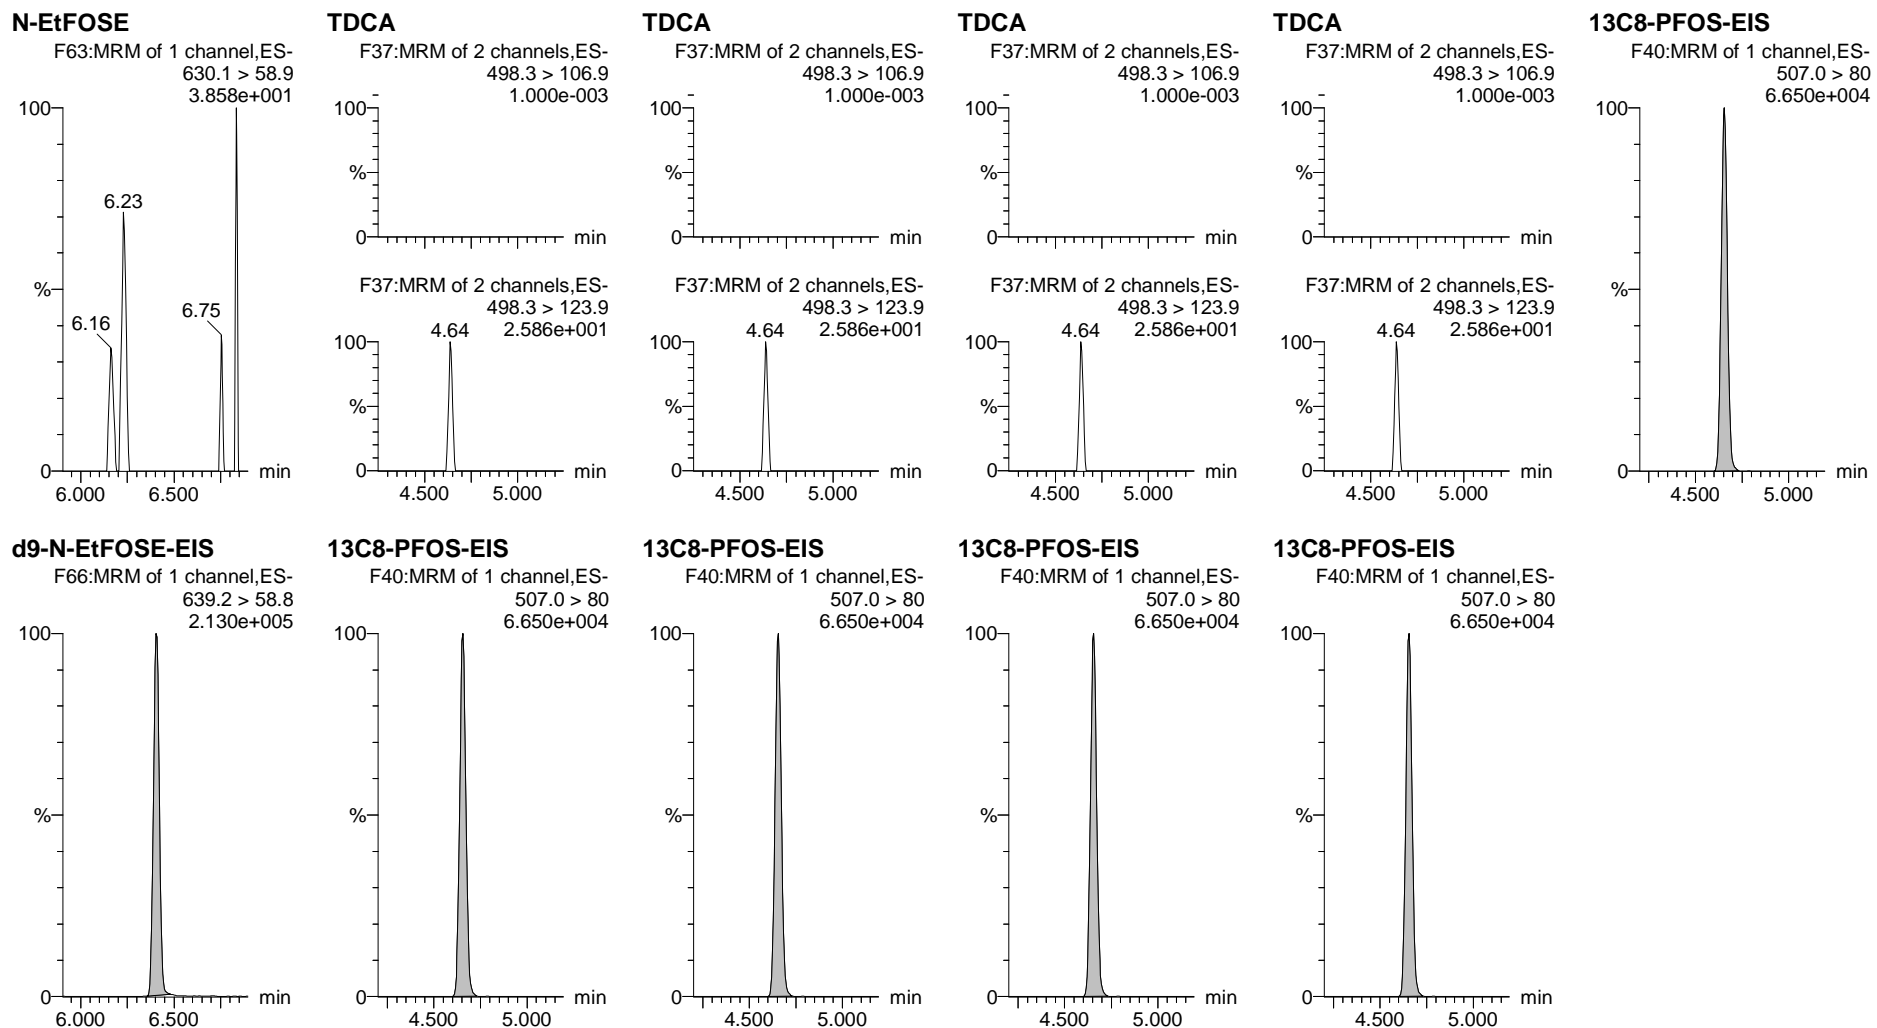 N-EtFOSE
F63:MRM of 1 channel,ES-
630.1 > 58.9
3.858e+001
100
%
0
6.16
6.23
6.75
min
6.000 6.500
TDCA
F37:MRM of 2 channels,ES-
498.3 > 106.9
1.000e-003
100
%
0
min
F37:MRM of 2 channels,ES-
498.3 > 123.9
2.586e+001
100
4.64
%
0
min
4.500 5.000
TDCA
F37:MRM of 2 channels,ES-
498.3 > 106.9
1.000e-003
100
%
0
min
F37:MRM of 2 channels,ES-
498.3 > 123.9
2.586e+001
100
4.64
%
0
min
4.500 5.000
TDCA
F37:MRM of 2 channels,ES-
498.3 > 106.9
1.000e-003
100
%
0
min
F37:MRM of 2 channels,ES-
498.3 > 123.9
2.586e+001
100
4.64
%
0
min
4.500 5.000
TDCA
F37:MRM of 2 channels,ES-
498.3 > 106.9
1.000e-003
100
%
0
min
F37:MRM of 2 channels,ES-
498.3 > 123.9
2.586e+001
100
4.64
%
0
min
4.500 5.000
13C8-PFOS-EIS
F40:MRM of 1 channel,ES-
507.0 > 80
6.650e+004
100
%
0
min
4.500 5.000
d9-N-EtFOSE-EIS
F66:MRM of 1 channel,ES-
639.2 > 58.8
2.130e+005
100
%
0
min
6.000 6.500
13C8-PFOS-EIS
F40:MRM of 1 channel,ES-
507.0 > 80
6.650e+004
100
%
0
min
4.500 5.000
13C8-PFOS-EIS
F40:MRM of 1 channel,ES-
507.0 > 80
6.650e+004
100
%
0
min
4.500 5.000
13C8-PFOS-EIS
F40:MRM of 1 channel,ES-
507.0 > 80
6.650e+004
100
%
0
min
4.500 5.000
13C8-PFOS-EIS
F40:MRM of 1 channel,ES-
507.0 > 80
6.650e+004
100
%
0
min
4.500 5.000